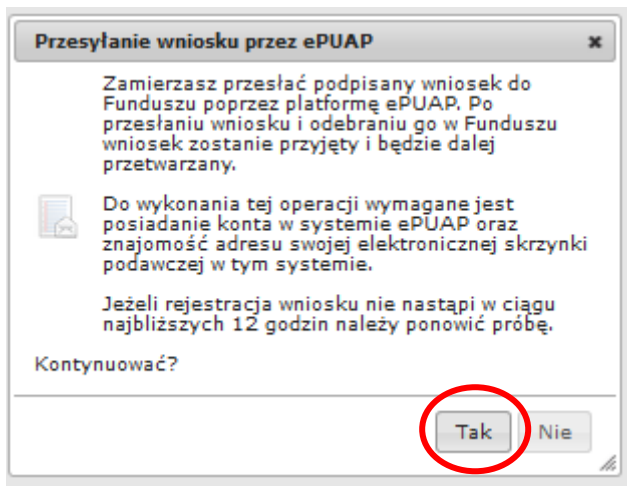 Przesyłanie wniosku przez ePUAP
Zamierzasz przesłać podpisany wniosek do
Funduszu poprzez platformę ePUAP. Po
przesłaniu wniosku i odebraniu go w Funduszu
wniosek zostanie przyjęty i będzie dalej
przetwarzany.
Do wykonania tej operacji wymagane jest
posiadanie konta w systemie ePUAP oraz
znajomość adresu swojej elektronicznej skrzynki
podawczej w tym systemie.
Jeżeli rejestracja wniosku nie nastąpi w ciągu
najbliższych 12 godzin należy ponowić próbę.
Kontynuować?
Tak Nie